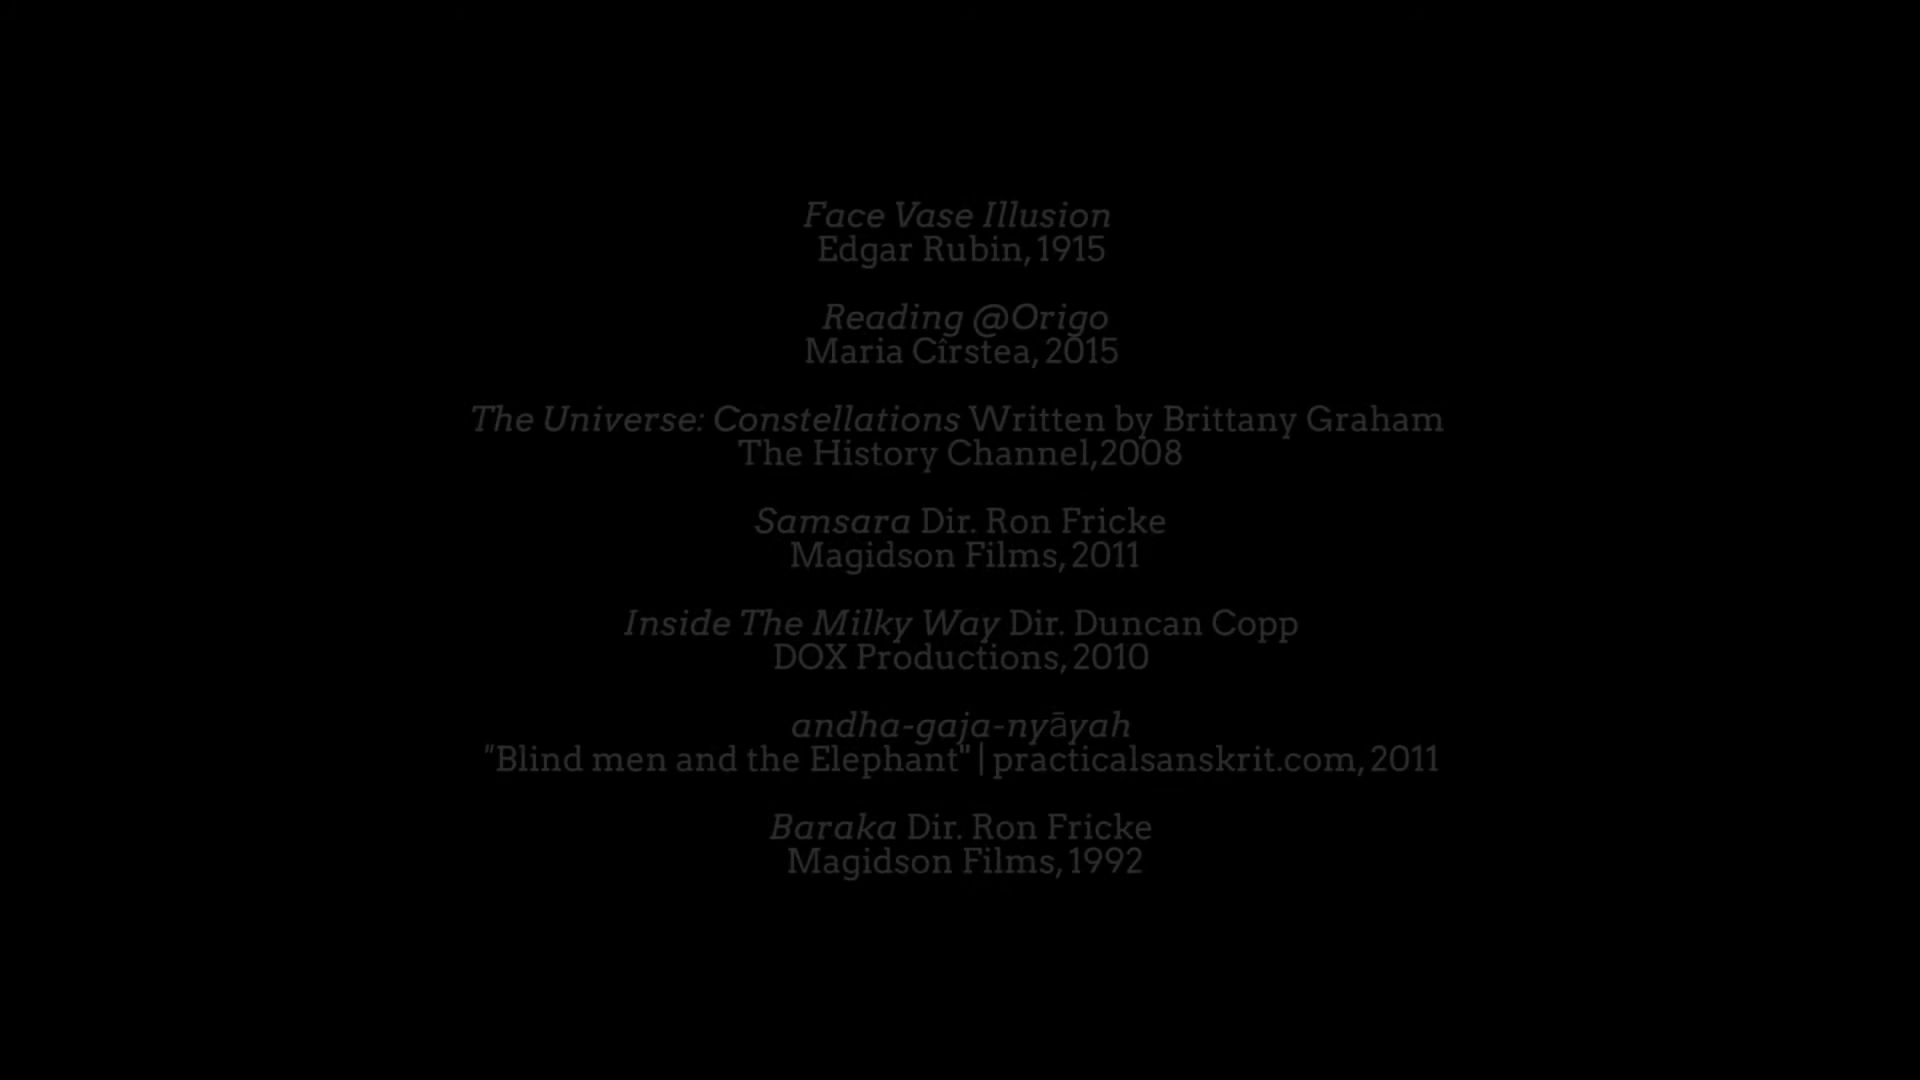 Face Vase Illusion
Edgar Rubin, 1915
Reading @Origo
Maria Cîrstea, 2015
The Universe: Constellations Written by Brittany Graham
The History Channel,2008
Samsara Dir. Ron Fricke
Magidson Films, 2011
Inside The Milky Way Dir. Duncan Copp
DOX Productions, 2010
andha-gaja-nyāyah
"Blind men and the Elephant" | practicalsanskrit.com, 2011
Baraka Dir. Ron Fricke
Magidson Films, 1992